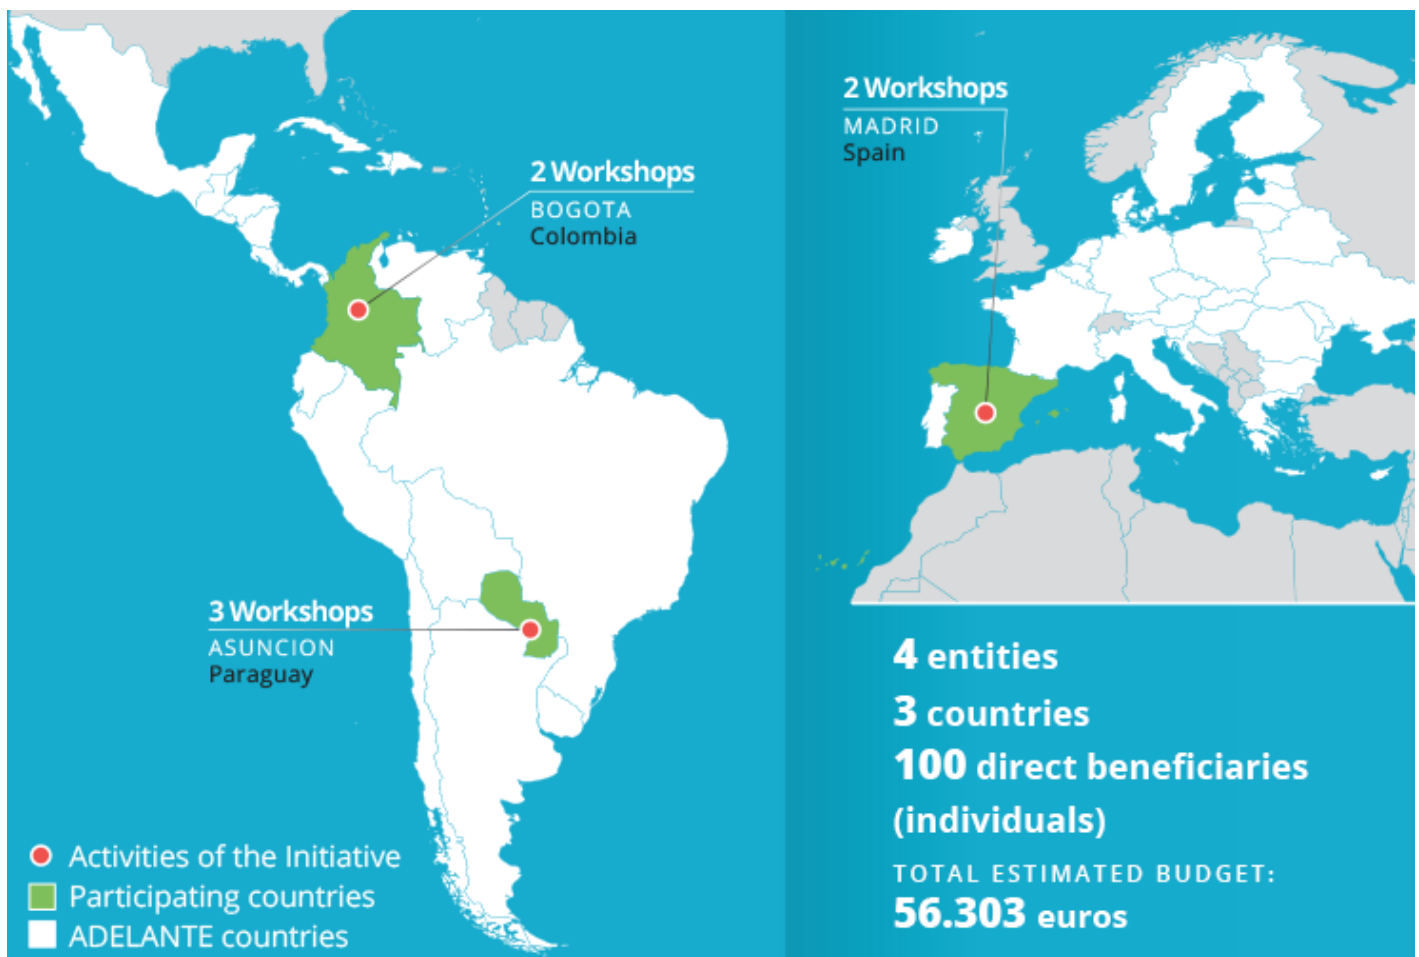 2 Workshops
BOGOTA
Colombia
3 Workshops
ASUNCION
Paraguay
Activities of the Initiative
Participating countries
ADELANTE countries
2 Workshops
MADRID
Spain
4 entities
3 countries
100 direct beneficiaries
(individuals)
TOTAL ESTIMATED BUDGET:
56.303 euros